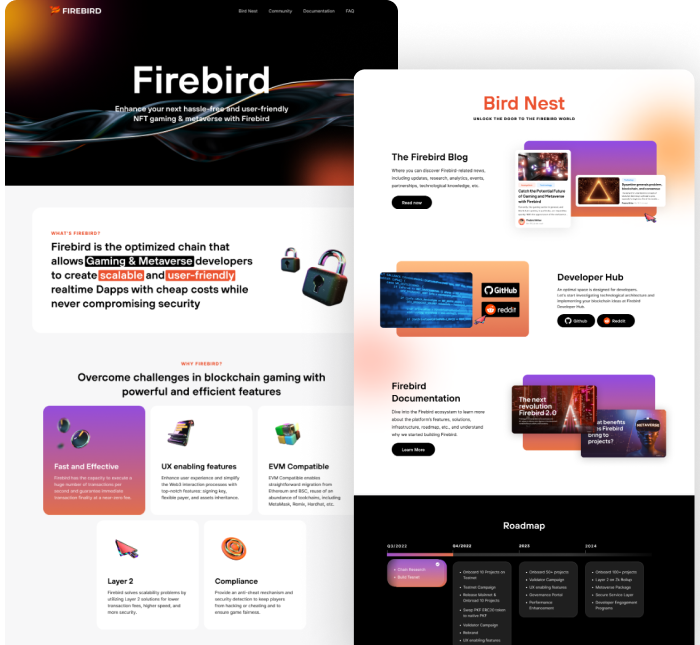 FIREBIRD
Bird Nest
Community
Documentation
FAQ
Firebird
Enhance your next hassle-free and user-friendly
NFT gaming & metaverse with Firebird
WHAT'S FIREBIRD?
Firebird is the optimized chain that
allows Gaming & Metaverse developers
to create scalable and user-friendly
realtime Dapps with cheap costs while
never compromising security
WHY FIREBIRD?
Overcome challenges in blockchain gaming with
powerful and efficient features
Fast and Effective
Firebird has the capacity to execute a
huge number of transactions per
second and guarantee immediate
transaction finality at a near-zero fee.
UX enabling features
Enhance user experience and simplify
the Web3 interaction processes with
top-notch features: signing key,
flexible payer, and assets inheritance.
EVM Compatible
EVM Compatible enables
straightforward migration from
Ethereum and BSC, reuse of an
abundance of toolchains, including
MetaMask, Remix, Hardhat, etc.
Layer 2
Firebird solves scalability problems by
utilizing Layer 2 solutions for lower
transaction fees, higher speed, and
more security.
Compliance
Provide an anti-cheat mechanism and
security detection to keep players
from hacking or cheating and to
ensure game fairness.
Bird Nest
UNLOCK THE DOOR TO THE FIREBIRD WORLD
The Firebird Blog
Where you can discover Firebird-related news,
including updates, research, analytics, events,
partnerships, technological knowledge, etc.
Read now
Catch the Potential Future
of Gaming and Metaverse
with Firebird
GitHub
reddit
Developer Hub
An optimal space is designed for developers.
Let's start investigating technological architecture and
implementing your blockchain ideas at Firebird
Developer Hub.
Github
Reddit
Firebird
Documentation
Dive into the Firebird ecosystem to learn more
about the platform's features, solutions,
infrastructure, roadmap, etc., and understand
why we started building Firebird.
Learn More
The next
revolution
Firebird 2.0
hat benefits
es Firebird
bring to
projects?
METAVERSE
Roadmap
Q3/2022
• Chain Research
• Build Testnet
Q4/2022
• Onboard 10 Projects on
Testnet
• Testnet Campaign
• Release Mainnet &
Onboard 10 Projects
• Swap PKF ERC20 token
to native PKF
• Validator Campaign
• Rebrand
• UX enabling features
2023
• Onboard 50+ projects
• Validator Campaign
• UX enabling features
• Governance Portal
• Performance
Enhancement
2024
• Onboard 100+ projects
• Layer 2 on Zk Rollup
• Metaverse Package
• Secure Service Layer
• Developer Engagement
Programs